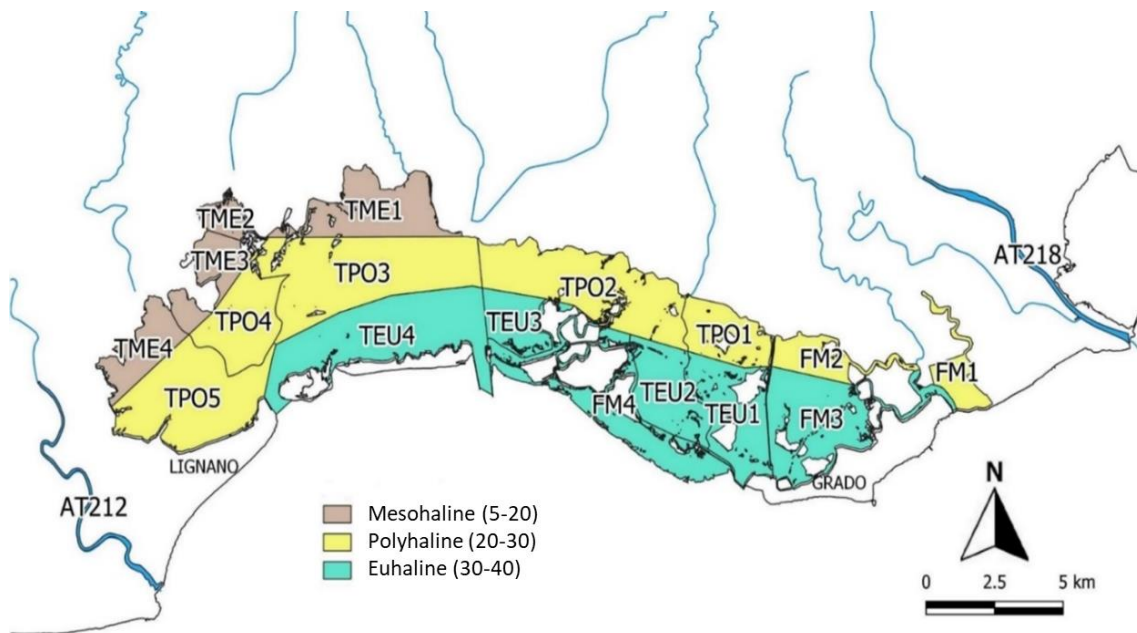 AT218
TME1
TME2
TME3
TPO3
TPO2
TPO4
TEU3
TPO1
TEU4
TME4
FM2
FM1
TPO5
TEU2
FM4
TEU1
FM3
LIGNANO
GRADO
AT212
Mesohaline (5-20)
Polyhaline (20-30)
Euhaline (30-40)
N
0 2.5 5 km